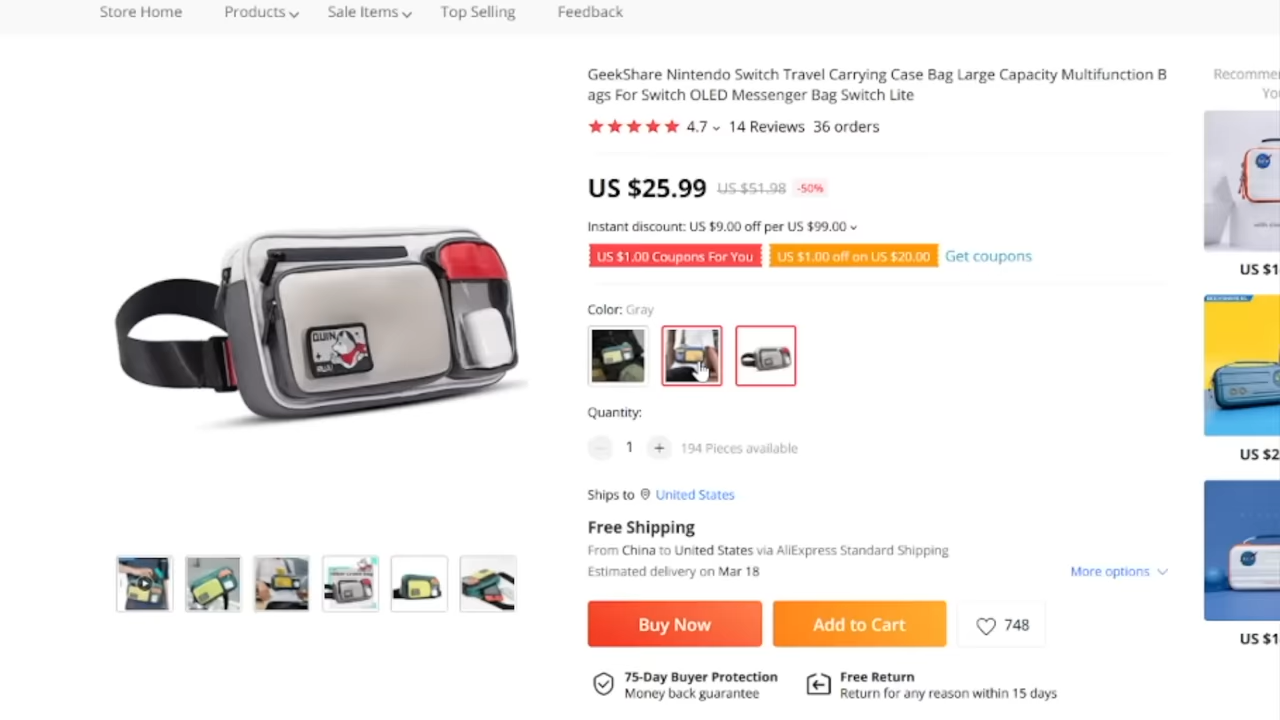 Store Home
Products
Sale Items
Top Selling
Feedback
GeekShare Nintendo Switch Travel Carrying Case Bag Large Capacity Multifunction B
ags For Switch OLED Messenger Bag Switch Lite
4.7
14 Reviews
36 orders
US $25.99
US $51.98
-50%
Instant discount: US $9.00 off per US $99.00
US $1.00 Coupons For You
US $1.00 off on US $20.00
Get coupons
Color: Gray
QUIN
Quantity:
1
194 Pieces available
Ships to
United States
Free Shipping
From China to United States via AliExpress Standard Shipping
Estimated delivery on Mar 18
More options
Buy Now
Add to Cart
748
75-Day Buyer Protection
Money back guarantee
Free Return
Return for any reason within 15 days
Recommen
Yo
US $1
US $2
US $1